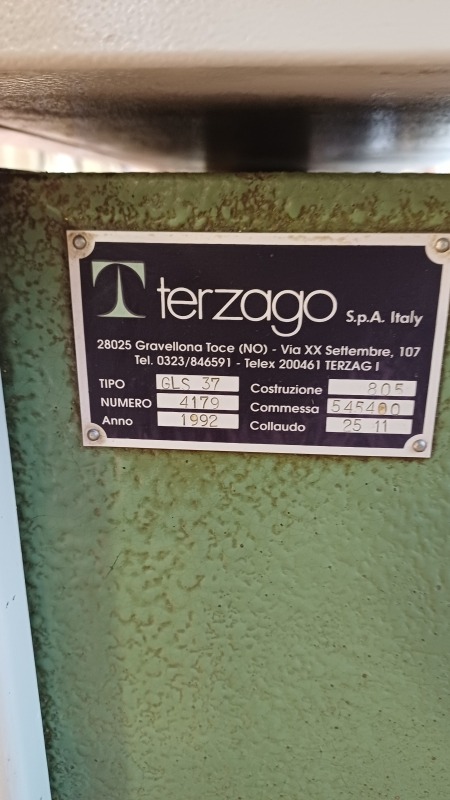 terzago S.p.A. Italy
28025 Gravellona Toce (NO) - Via XX Settembre, 107
Tel. 0323/846591 - Telex 200461 TERZAG I
TIPO GLS 37 Costruzione 805
NUMERO 4179 Commessa 545400
Anno 1992 Collaudo 25 11